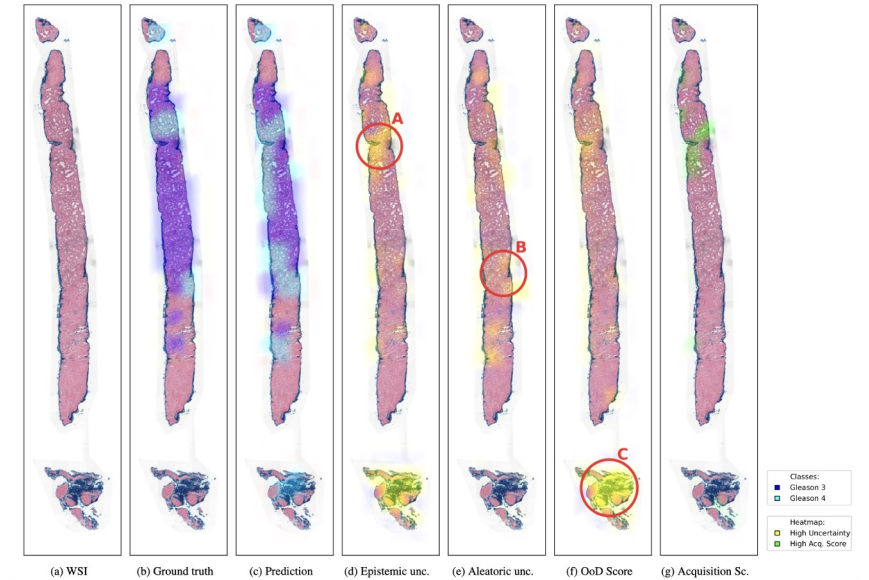 A
B
C
Classes:
Gleason 3
Gleason 4
Heatmap:
High Uncertainty
High Acq. Score
(a) WSI
(b) Ground truth
(c) Prediction
(d) Epistemic unc.
(e) Aleatoric unc.
(f) OoD Score
(g) Acquisition Sc.